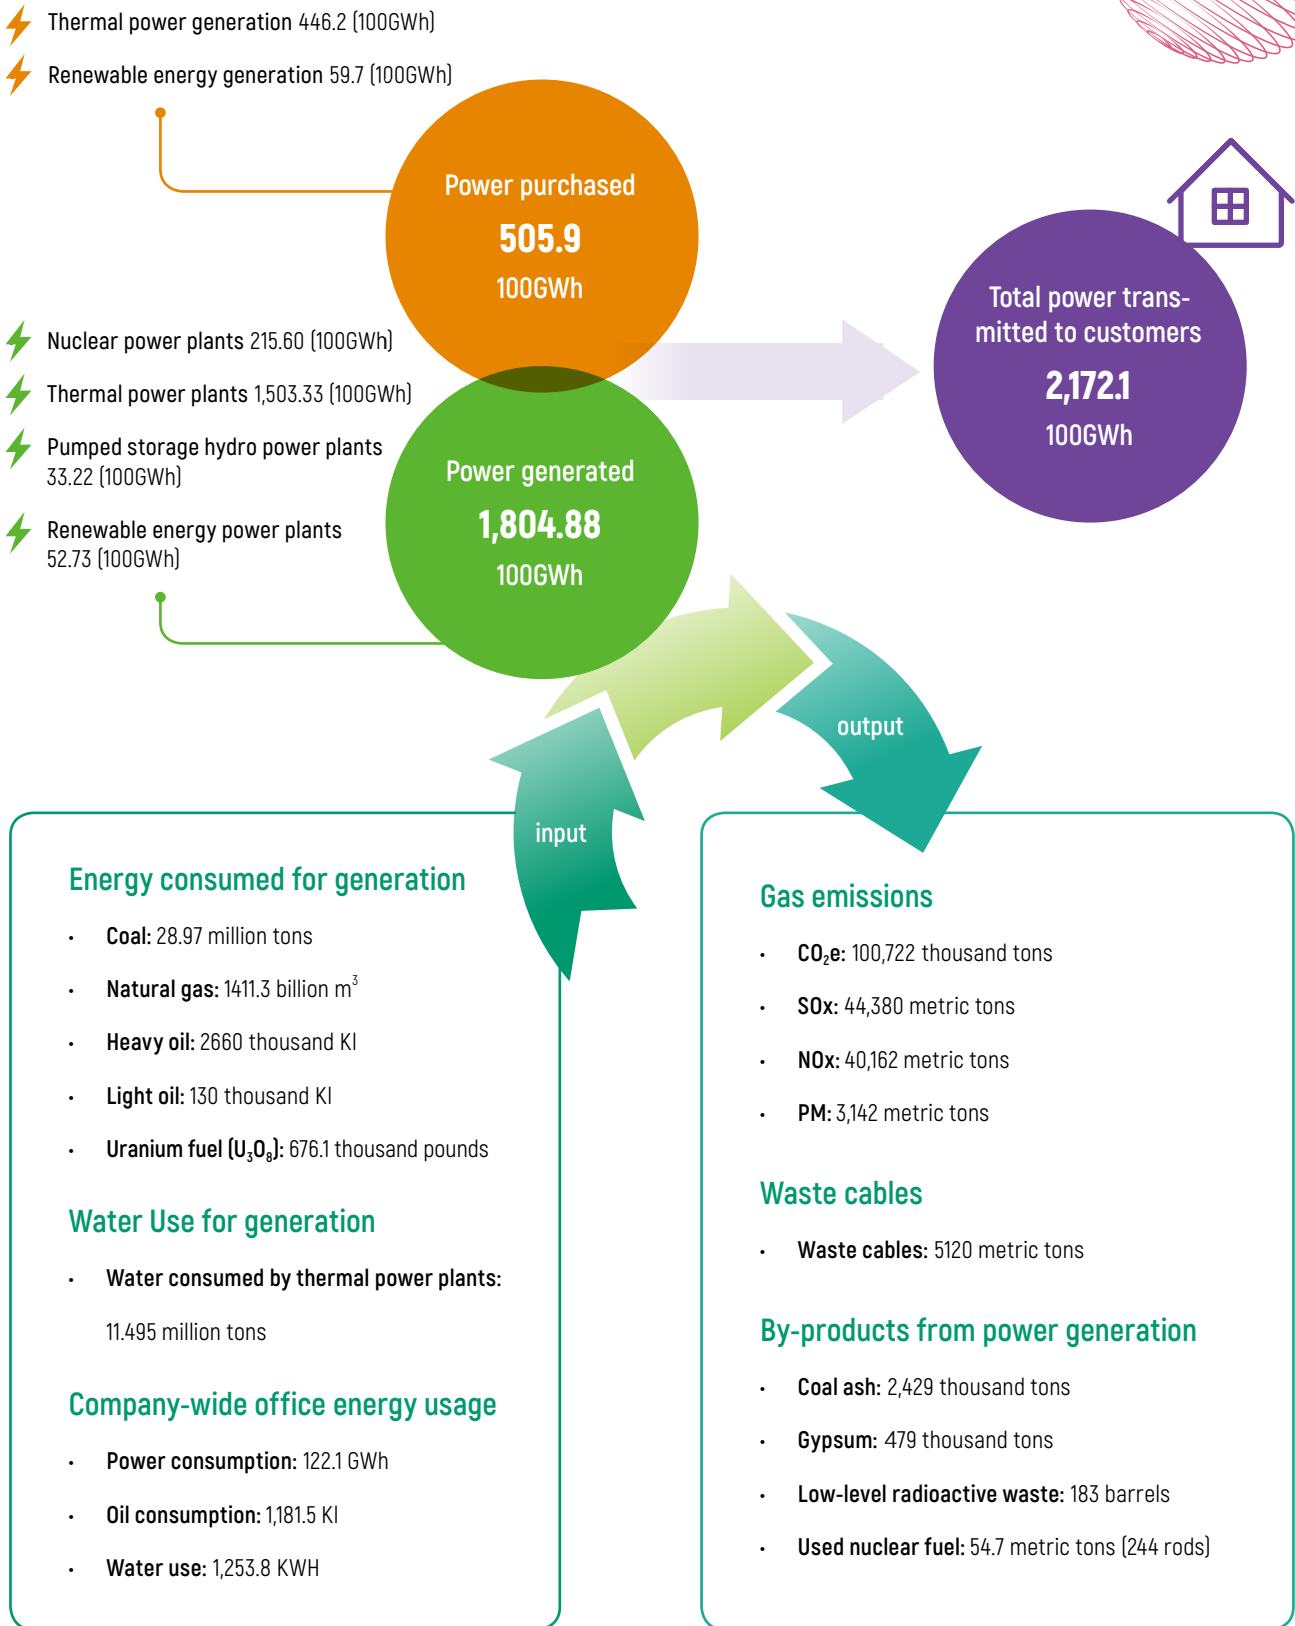 Thermal power generation 446.2 (100GWh)
Renewable energy generation 59.7 (100GWh)
Power purchased
505.9
100GWh
Nuclear power plants 215.60 (100GWh)
Thermal power plants 1,503.33 (100GWh)
Pumped storage hydro power plants
33.22 (100GWh)
Renewable energy power plants
52.73 (100GWh)
Power generated
1,804.88
100GWh
Total power trans-
mitted to customers
2,172.1
100GWh
input
output
Energy consumed for generation
• Coal: 28.97 million tons
• Natural gas: 1411.3 billion m³
• Heavy oil: 2660 thousand Kl
• Light oil: 130 thousand Kl
• Uranium fuel (U₃O₈): 676.1 thousand pounds
Water Use for generation
• Water consumed by thermal power plants:
11.495 million tons
Company-wide office energy usage
• Power consumption: 122.1 GWh
• Oil consumption: 1,181.5 Kl
• Water use: 1,253.8 KWH
Gas emissions
• CO₂e: 100,722 thousand tons
• SOx: 44,380 metric tons
• NOx: 40,162 metric tons
• PM: 3,142 metric tons
Waste cables
• Waste cables: 5120 metric tons
By-products from power generation
• Coal ash: 2,429 thousand tons
• Gypsum: 479 thousand tons
• Low-level radioactive waste: 183 barrels
• Used nuclear fuel: 54.7 metric tons (244 rods)